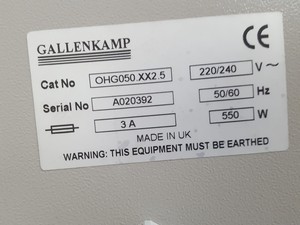 GALLENKAMP CE
Cat No OHG050.XX2.5 220/240 V ~
Serial No A020392 50/60 Hz
3 A 550 W
MADE IN UK
WARNING: THIS EQUIPMENT MUST BE EARTHED